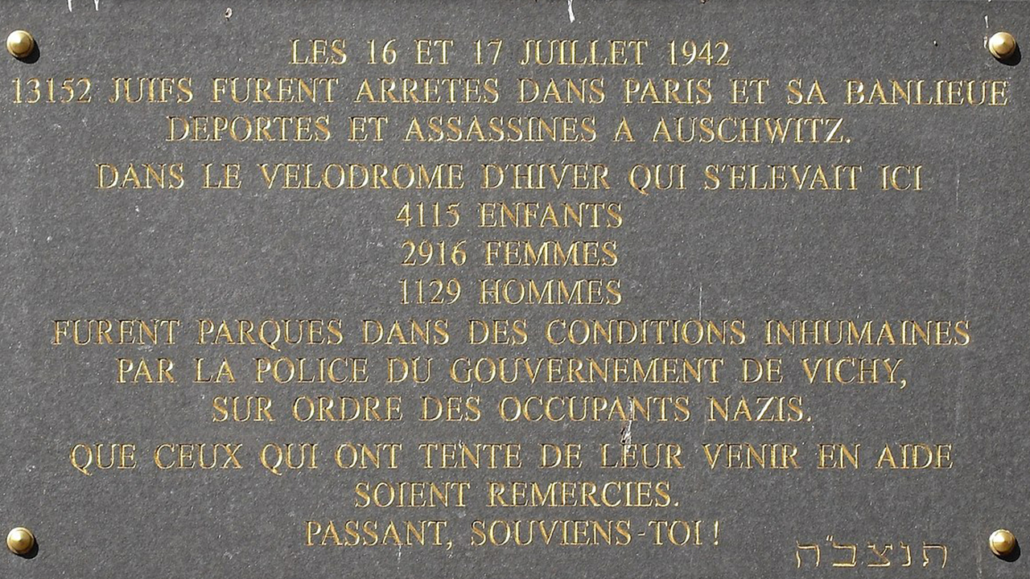 LES 16 ET 17 JUILLET 1942
13152 JUIFS FURENT ARRETES DANS PARIS ET SA BANLIEUE
DEPORTES ET ASSASSINES A AUSCHWITZ.
DANS LE VELODROME D'HIVER QUI S'ELEVAIT ICI
4115 ENFANTS
2916 FEMMES
1129 HOMMES
FURENT PARQUES DANS DES CONDITIONS INHUMAINES
PAR LA POLICE DU GOUVERNEMENT DE VICHY,
SUR ORDRE DES OCCUPANTS NAZIS.
QUE CEUX QUI ONT TENTE DE LEUR VENIR EN AIDE
SOIENT REMERCIES.
PASSANT, SOUVIENS-TOI !
תנצב"ה